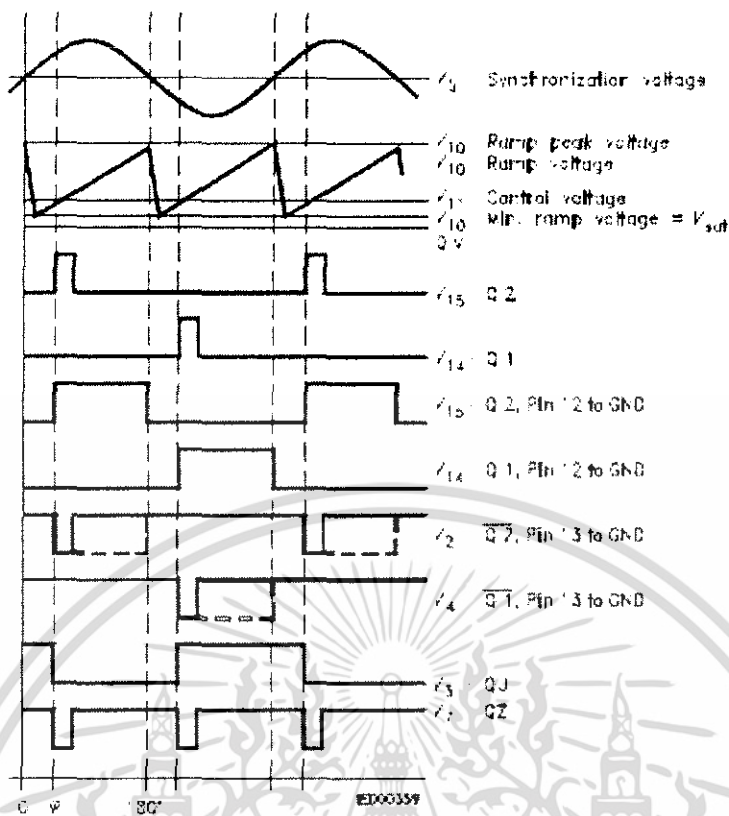 V5 Synchronization voltage
V10 Ramp peak voltage
V10 Ramp voltage
V11 Control voltage
V10 Min. ramp voltage = Vsat
0 V
V15 Q 2
V14 Q 1
V15 Q 2, Pin 12 to GND
V14 Q 1, Pin 12 to GND
V2 Q 2, Pin 13 to GND
V4 Q 1, Pin 13 to GND
V3 QU
V7 QZ
0 φ 180°
IED00359